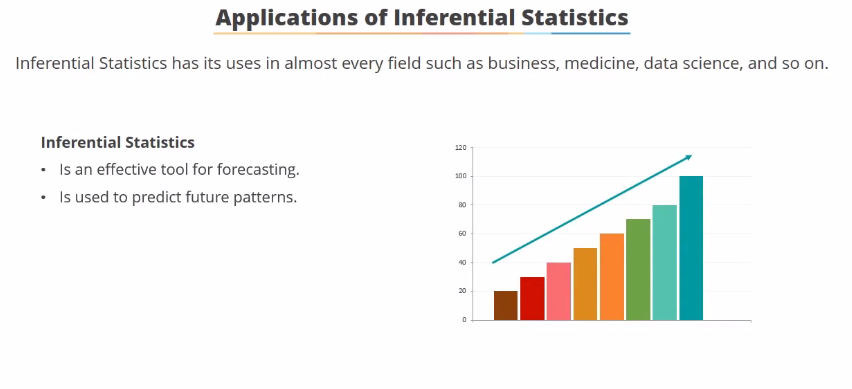 Applications of Inferential Statistics
Inferential Statistics has its uses in almost every field such as business, medicine, data science, and so on.
Inferential Statistics
• Is an effective tool for forecasting.
• Is used to predict future patterns.
120
100
80
60
40
20
0